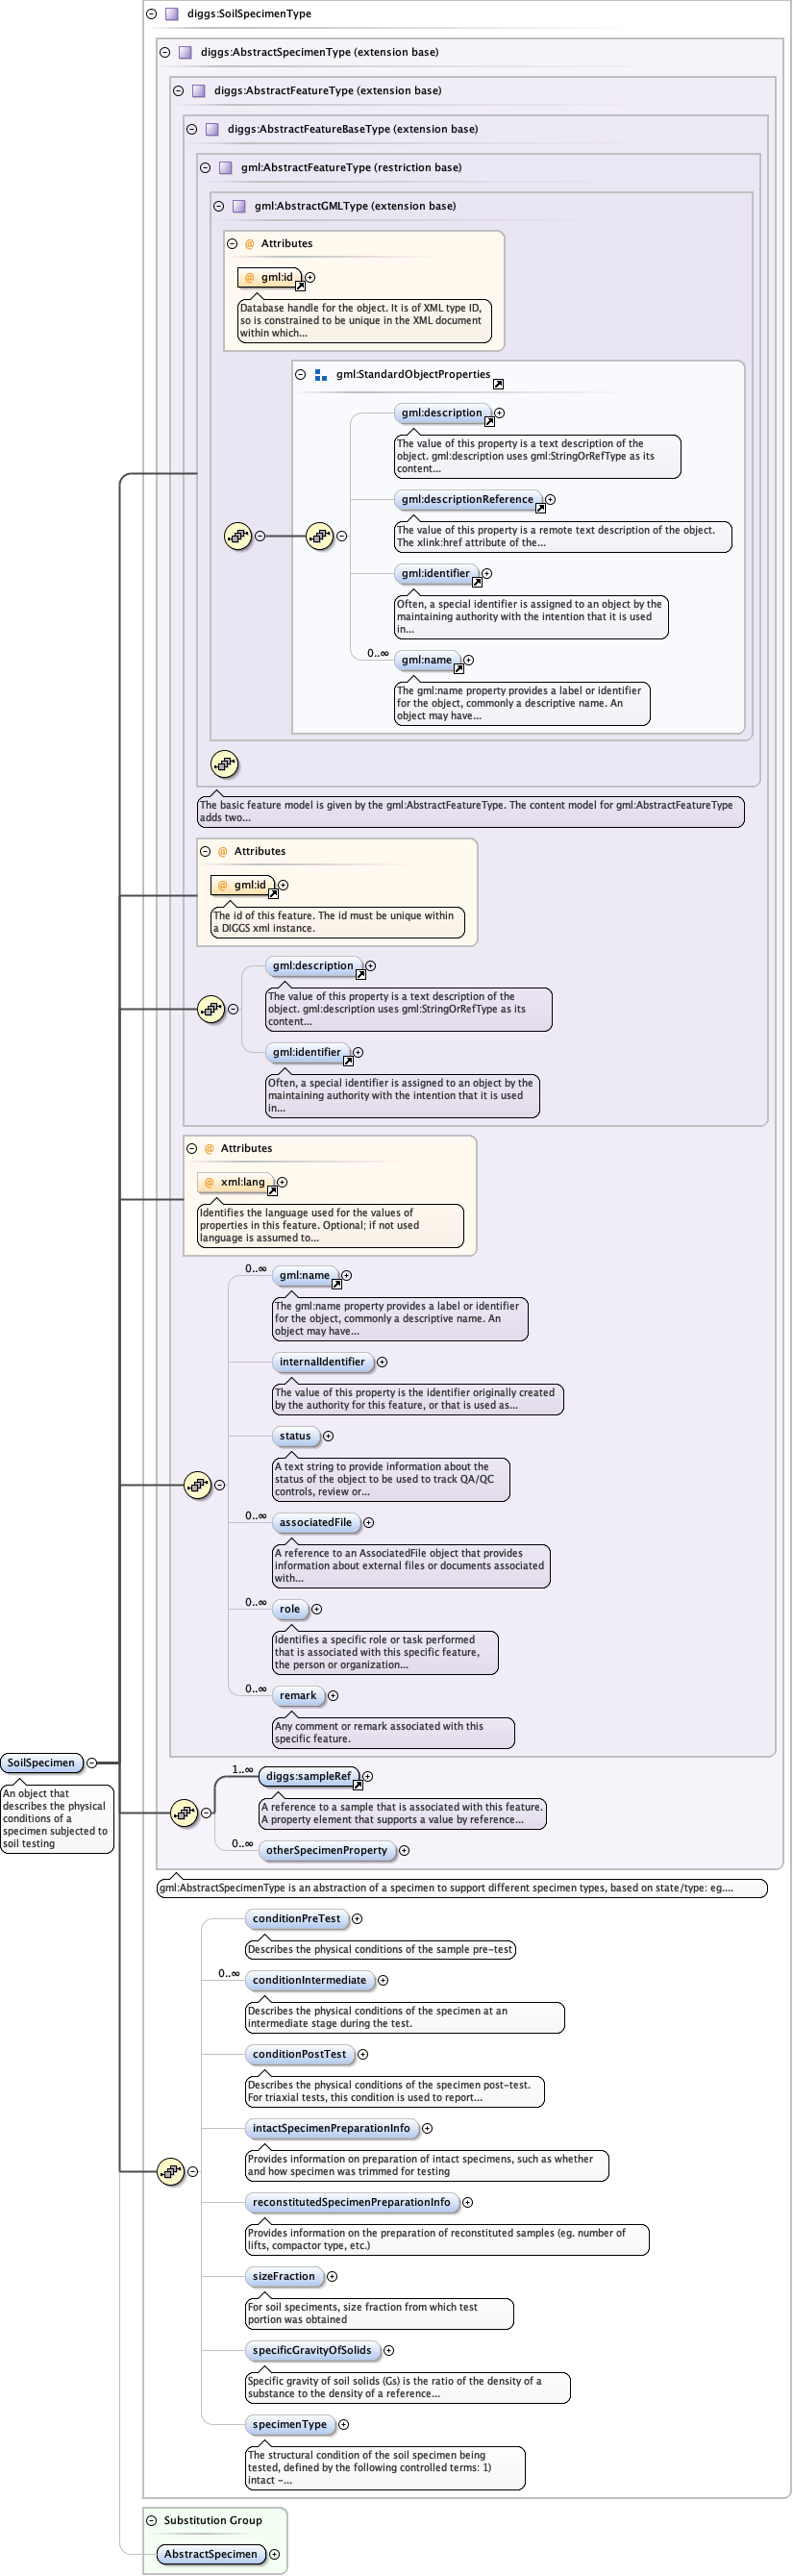 diggs:SoilSpecimenType
diggs:AbstractSpecimenType (extension base)
diggs:AbstractFeatureType (extension base)
diggs:AbstractFeatureBaseType (extension base)
gml:AbstractFeatureType (restriction base)
gml:AbstractGMLType (extension base)
@ Attributes
@ gml:id
Database handle for the object. It is of XML type ID,
so is constrained to be unique in the XML document
within which...
gml:StandardObjectProperties
gml:description
The value of this property is a text description of the
object. gml:description uses gml:StringOrRefType as its
content...
gml:descriptionReference
The value of this property is a remote text description of the object.
The xlink:href attribute of the...
gml:identifier
Often, a special identifier is assigned to an object by the
maintaining authority with the intention that it is used
in...
0..∞
gml:name
The gml:name property provides a label or identifier
for the object, commonly a descriptive name. An
object may have...
The basic feature model is given by the gml:AbstractFeatureType. The content model for gml:AbstractFeatureType
adds two...
@ Attributes
@ gml:id
The id of this feature. The id must be unique within
a DIGGS xml instance.
gml:description
The value of this property is a text description of the
object. gml:description uses gml:StringOrRefType as its
content...
gml:identifier
Often, a special identifier is assigned to an object by the
maintaining authority with the intention that it is used
in...
@ Attributes
@ xml:lang
Identifies the language used for the values of
properties in this feature. Optional; if not used
language is assumed to...
0..∞
gml:name
The gml:name property provides a label or identifier
for the object, commonly a descriptive name. An
object may have...
internalIdentifier
The value of this property is the identifier originally created
by the authority for this feature, or that is used as...
status
A text string to provide information about the
status of the object to be used to track QA/QC
controls, review or...
0..∞
associatedFile
A reference to an AssociatedFile object that provides
information about external files or documents associated
with...
0..∞
role
Identifies a specific role or task performed
that is associated with this specific feature,
the person or organization...
0..∞
remark
Any comment or remark associated with this
specific feature.
SoilSpecimen
An object that
describes the physical
conditions of a
specimen subjected to
soil testing
1..∞
diggs:sampleRef
A reference to a sample that is associated with this feature.
A property element that supports a value by reference...
0..∞
otherSpecimenProperty
gml:AbstractSpecimenType is an abstraction of a specimen to support different specimen types, based on state/type: eg....
conditionPreTest
Describes the physical conditions of the sample pre-test
0..∞
conditionIntermediate
Describes the physical conditions of the specimen at an
intermediate stage during the test.
conditionPostTest
Describes the physical conditions of the specimen post-test.
For triaxial tests, this condition is used to report...
intactSpecimenPreparationInfo
Provides information on preparation of intact specimens, such as whether
and how specimen was trimmed for testing
reconstitutedSpecimenPreparationInfo
Provides information on the preparation of reconstituted samples (eg. number of
lifts, compactor type, etc.)
sizeFraction
For soil speciments, size fraction from which test
portion was obtained
specificGravityOfSolids
Specific gravity of soil solids (Gs) is the ratio of the density of a
substance to the density of a reference...
specimenType
The structural condition of the soil specimen being
tested, defined by the following controlled terms: 1)
intact -...
Substitution Group
AbstractSpecimen